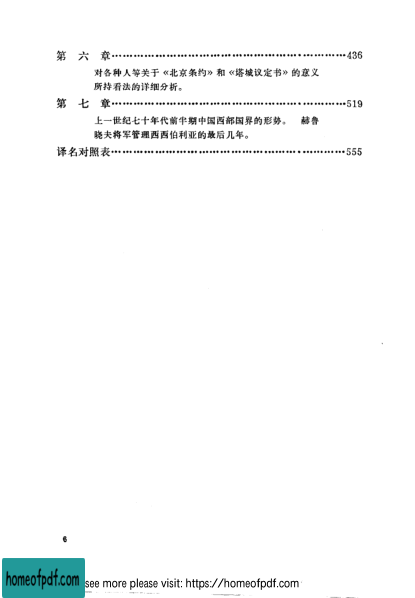 第六章……………………………………………………436
对各种人等关于《北京条约》和《塔城议定书》的意义
所持看法的详细分析。
第七章……………………………………………………519
上一世纪七十年代前半期中国西部国界的形势。 赫鲁
晓夫将军管理西西伯利亚的最后几年。
译名对照表………………………………………………555
6
homeofpdf.com
see more please visit: https://homeofpdf.com